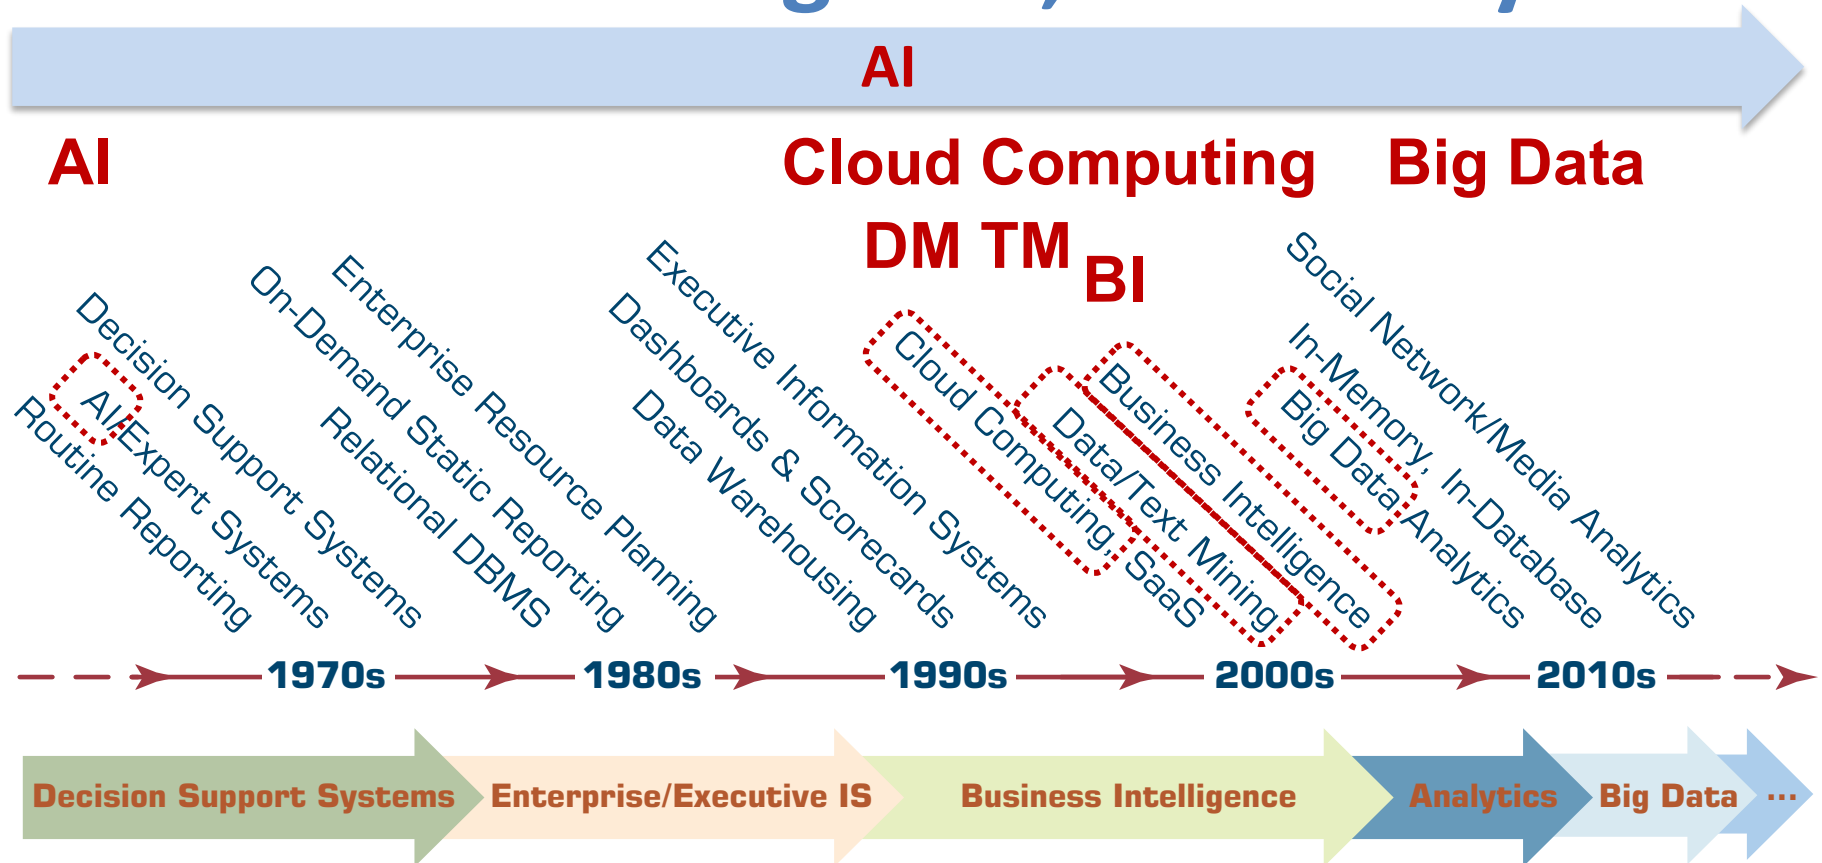 AI
AI
Cloud Computing
Big Data
DM TM
BI
Routine Reporting
AI/Expert Systems
Decision Support Systems
Relational DBMS
On-Demand Static Reporting
Enterprise Resource Planning
Data Warehousing
Dashboards & Scorecards
Executive Information Systems
Cloud Computing, SaaS
Data/Text Mining
Business Intelligence
Big Data Analytics
In-Memory, In-Database
Social Network/Media Analytics
1970s
1980s
1990s
2000s
2010s
Decision Support Systems
Enterprise/Executive IS
Business Intelligence
Analytics
Big Data
...